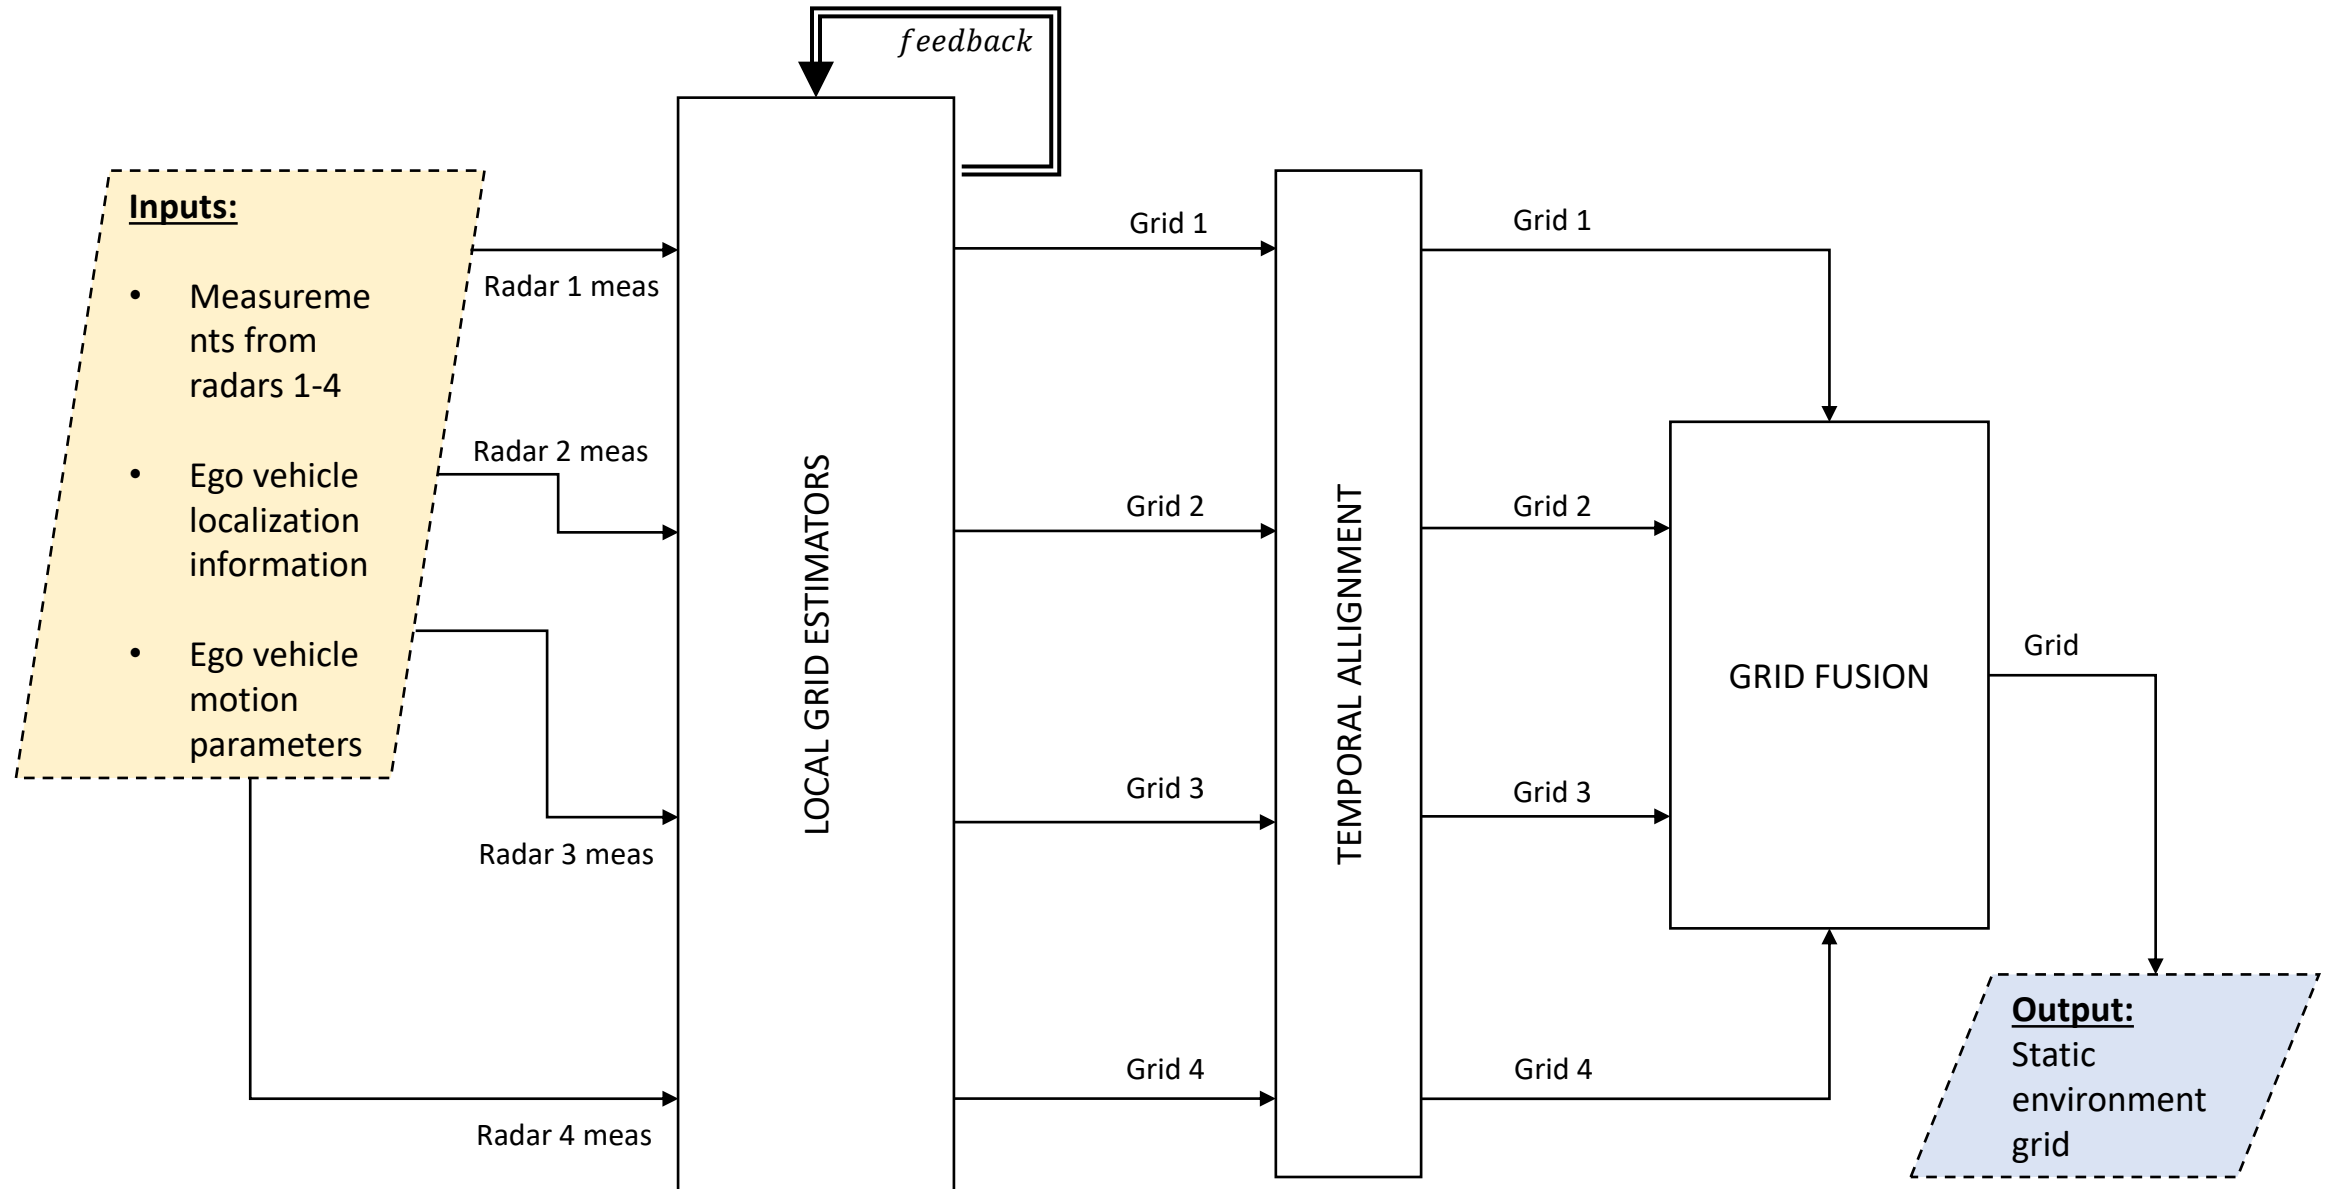 feedback
Inputs:
• Measureme
nts from
radars 1-4
• Ego vehicle
localization
information
• Ego vehicle
motion
parameters
Radar 1 meas
Radar 2 meas
Radar 3 meas
Radar 4 meas
LOCAL GRID ESTIMATORS
Grid 1
Grid 2
Grid 3
Grid 4
TEMPORAL ALLIGNMENT
Grid 1
Grid 2
Grid 3
Grid 4
GRID FUSION
Grid
Output:
Static
environment
grid